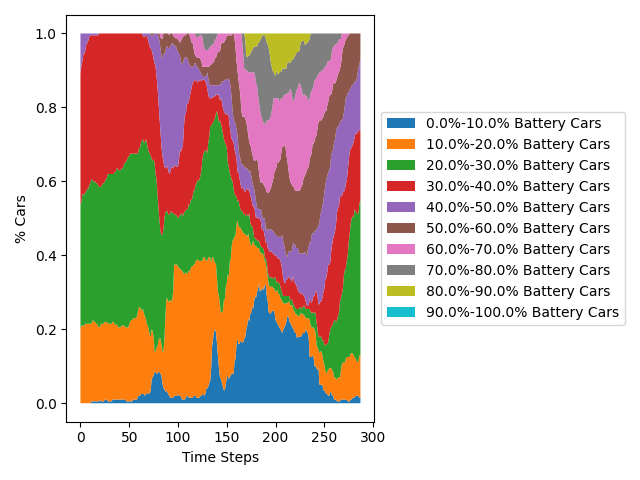 1.0
0.8
0.6
0.4
0.2
0.0
% Cars
0
50
100
150
200
250
300
Time Steps
0.0%-10.0% Battery Cars
10.0%-20.0% Battery Cars
20.0%-30.0% Battery Cars
30.0%-40.0% Battery Cars
40.0%-50.0% Battery Cars
50.0%-60.0% Battery Cars
60.0%-70.0% Battery Cars
70.0%-80.0% Battery Cars
80.0%-90.0% Battery Cars
90.0%-100.0% Battery Cars